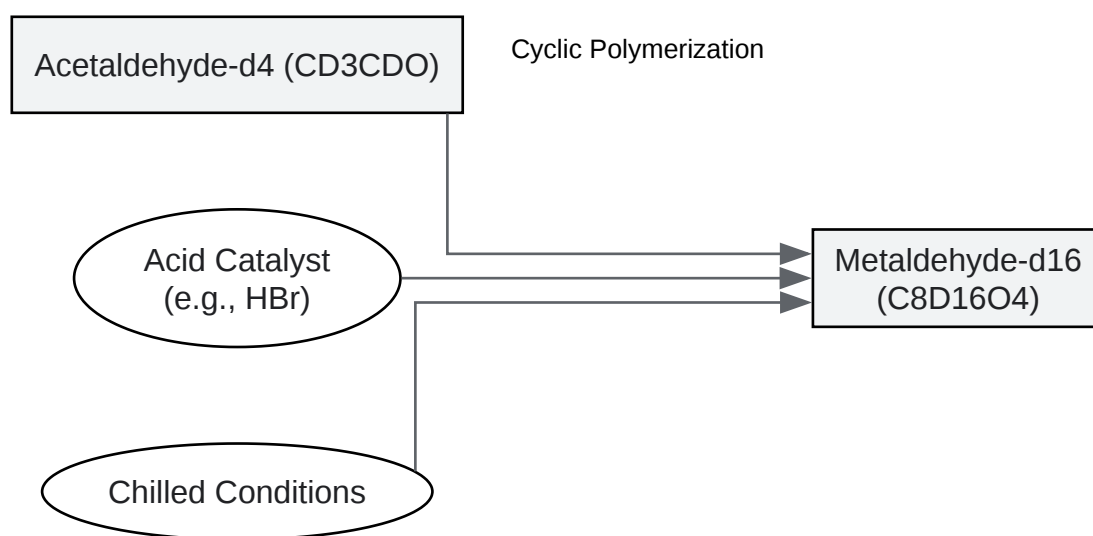 Acetaldehyde-d4 (CD3CDO)
Cyclic Polymerization
Acid Catalyst
(e.g., HBr)
Metaldehyde-d16
(C8D16O4)
Chilled Conditions